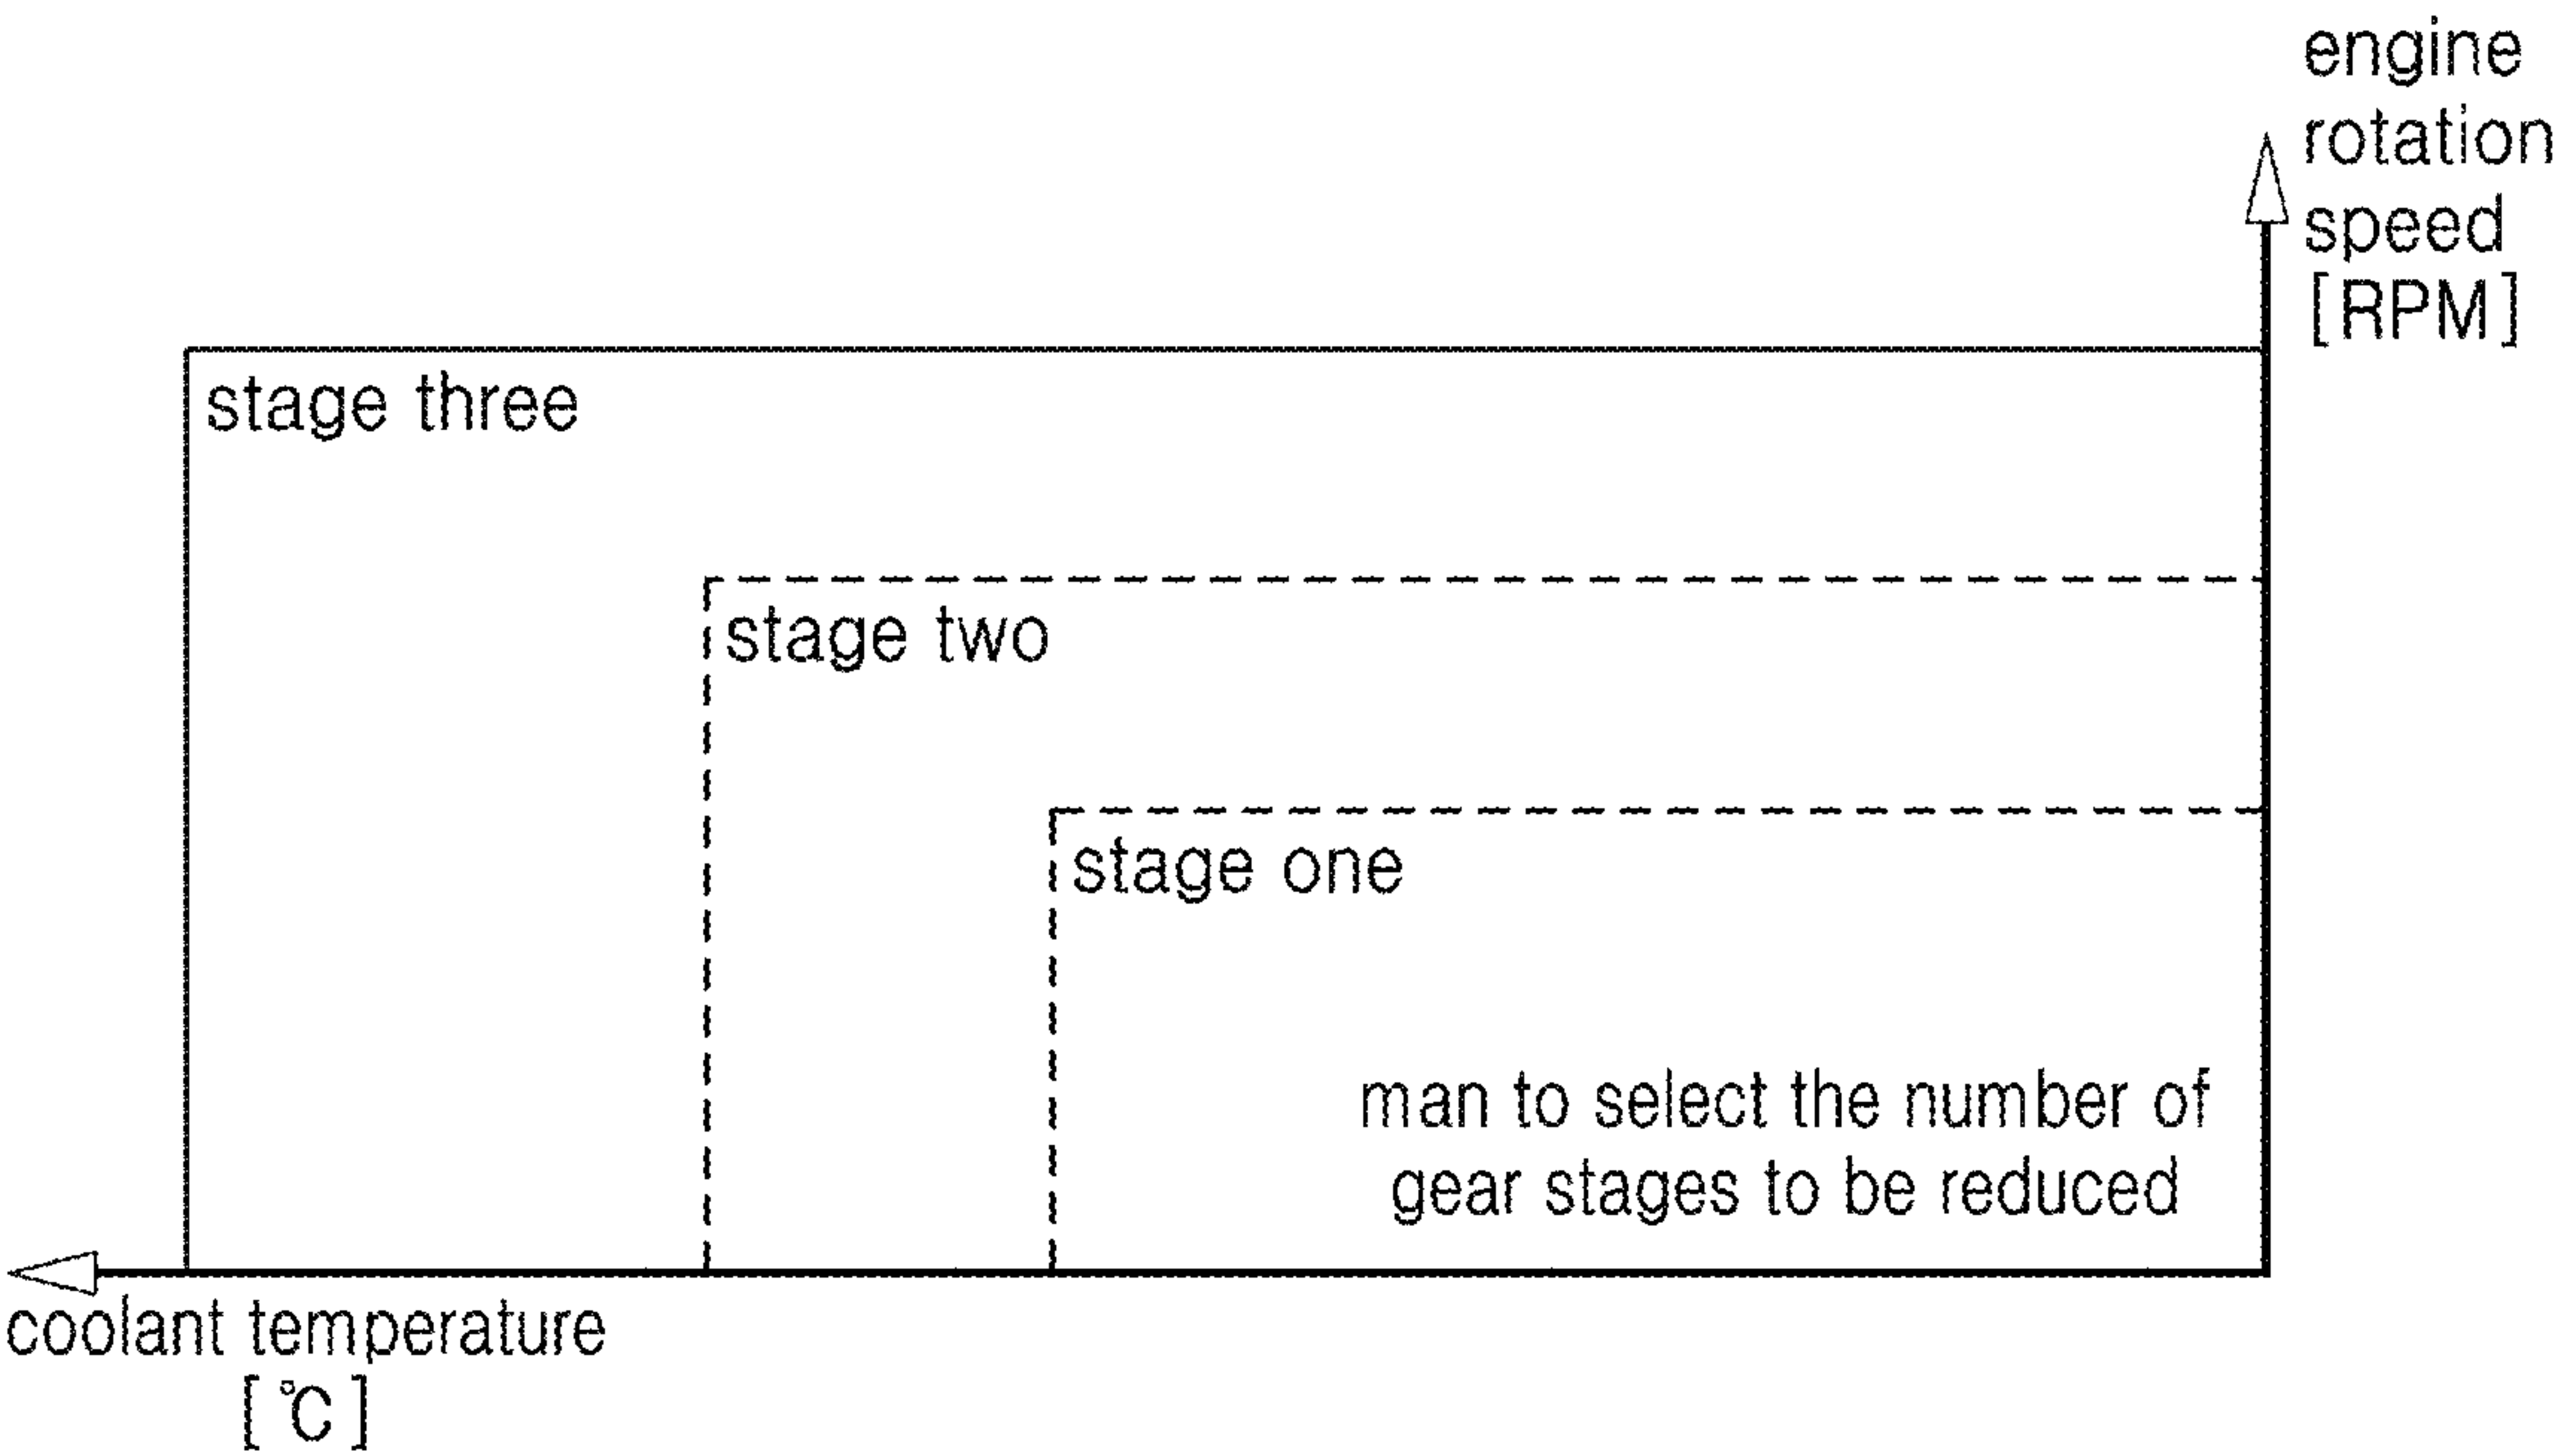 engine
rotation
speed
[RPM]
stage three
stage two
stage one
man to select the number of
gear stages to be reduced
coolant temperature
[℃]